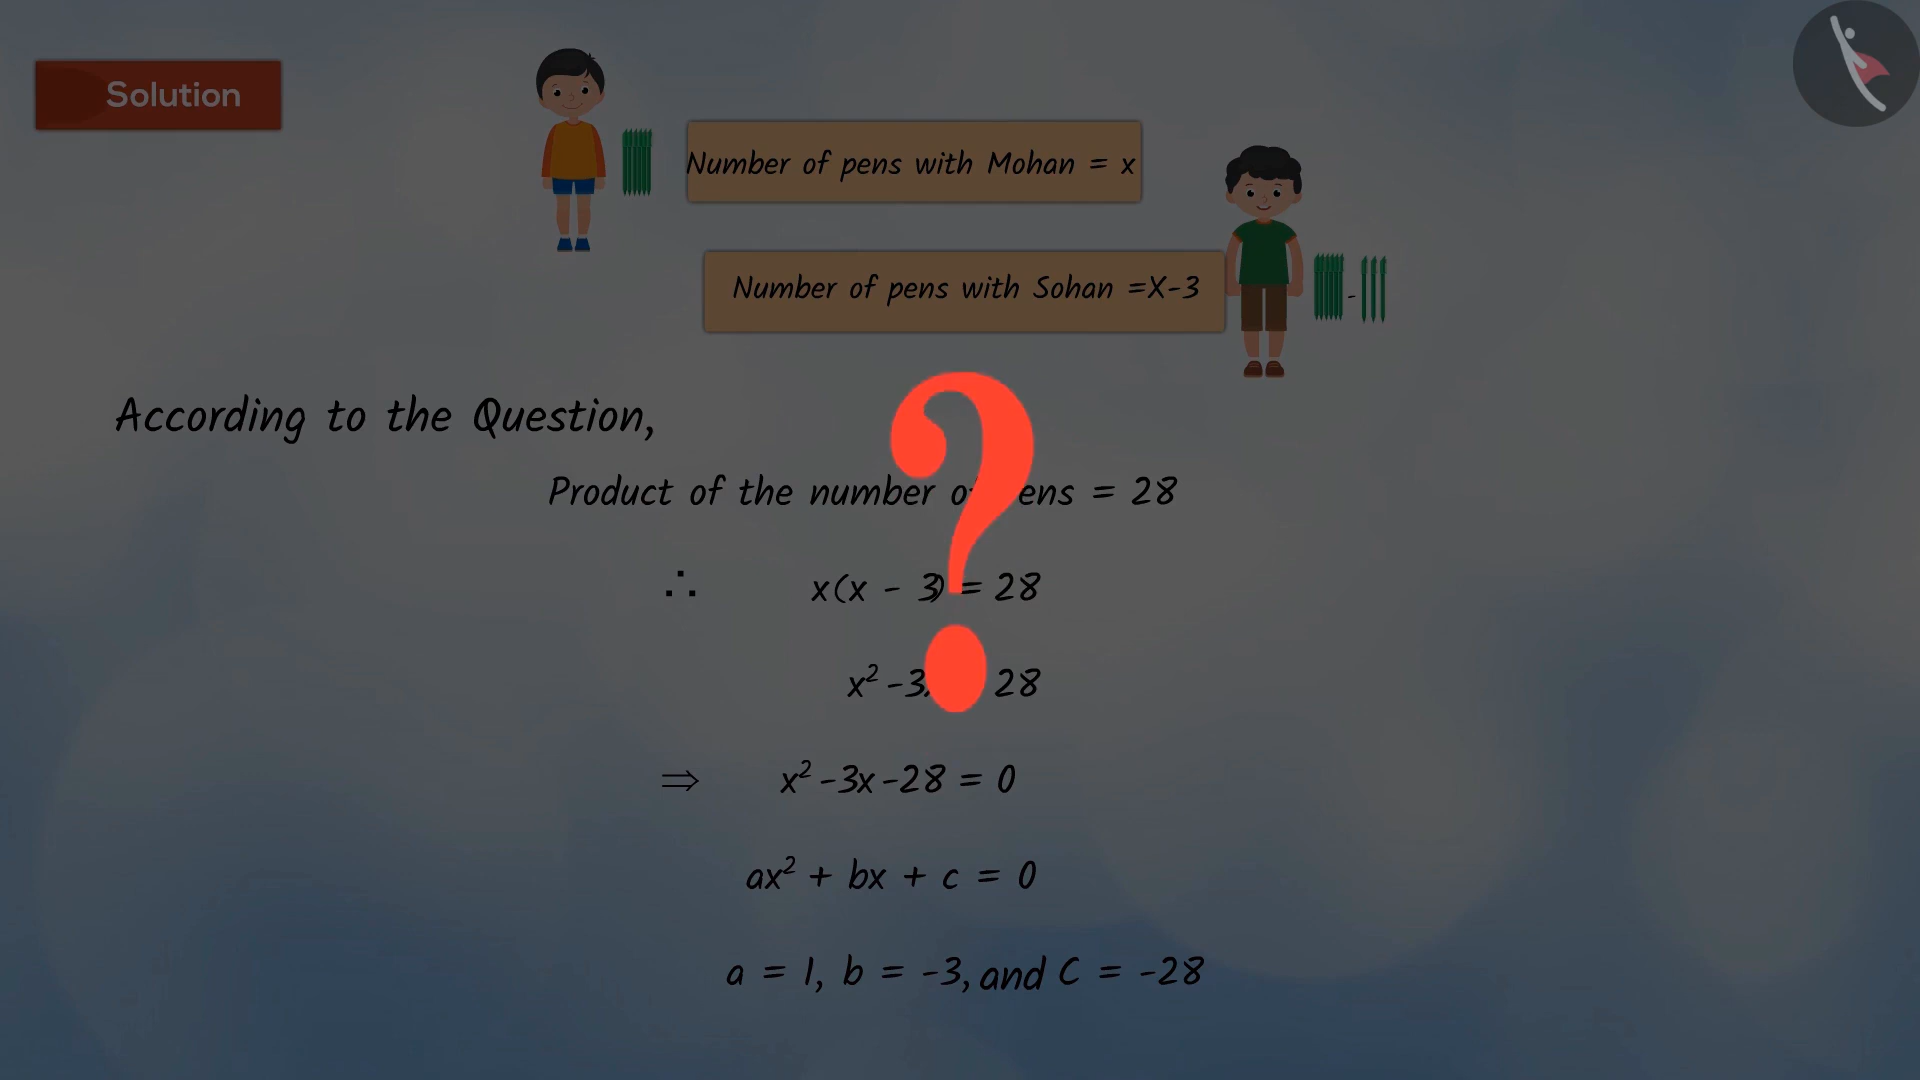 Solution
Number of pens with Mohan = x
Number of pens with Sohan =X-3
-
According to the Question,
Product of the number = 28
∴ x(x - 3) = 28
x² -3 28
⇒ x² -3x -28 = 0
ax² + bx + c = 0
a = 1, b = -3, and C = -28
?